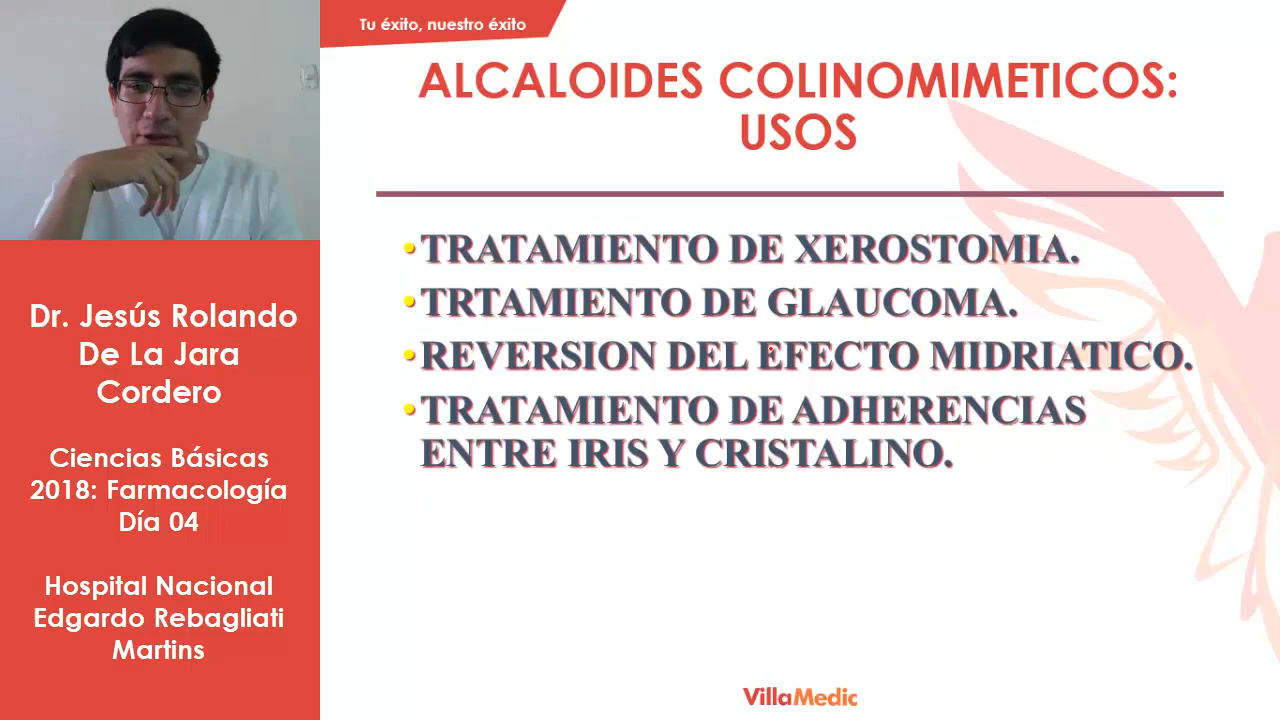 Tu éxito, nuestro éxito
ALCALOIDES COLINOMIMETICOS:
USOS
•TRATAMIENTO DE XEROSTOMIA.
•TRTAMIENTO DE GLAUCOMA.
•REVERSION DEL EFECTO MIDRIATICO.
•TRATAMIENTO DE ADHERENCIAS
ENTRE IRIS Y CRISTALINO.
Dr. Jesús Rolando
De La Jara
Cordero
Ciencias Básicas
2018: Farmacología
Día 04
Hospital Nacional
Edgardo Rebagliati
Martins
VillaMedic